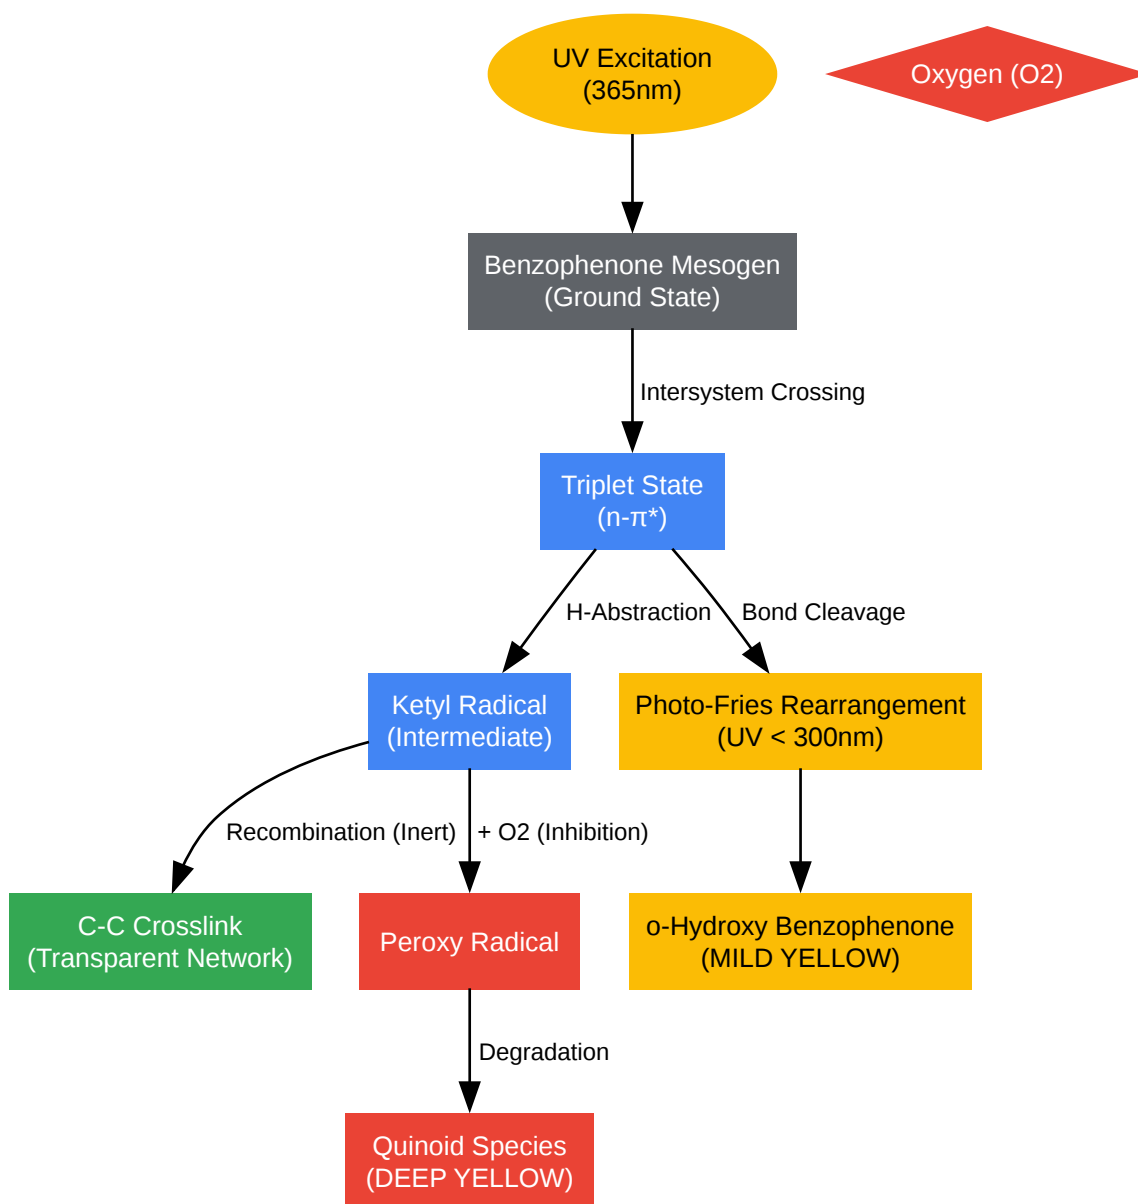 UV Excitation
(365nm)
Oxygen (O2)
Benzophenone Mesogen
(Ground State)
Intersystem Crossing
Triplet State
(n-π*)
H-Abstraction
Bond Cleavage
Ketyl Radical
(Intermediate)
Photo-Fries Rearrangement
(UV < 300nm)
Recombination (Inert)
+ O2 (Inhibition)
C-C Crosslink
(Transparent Network)
Peroxy Radical
o-Hydroxy Benzophenone
(MILD YELLOW)
Degradation
Quinoid Species
(DEEP YELLOW)